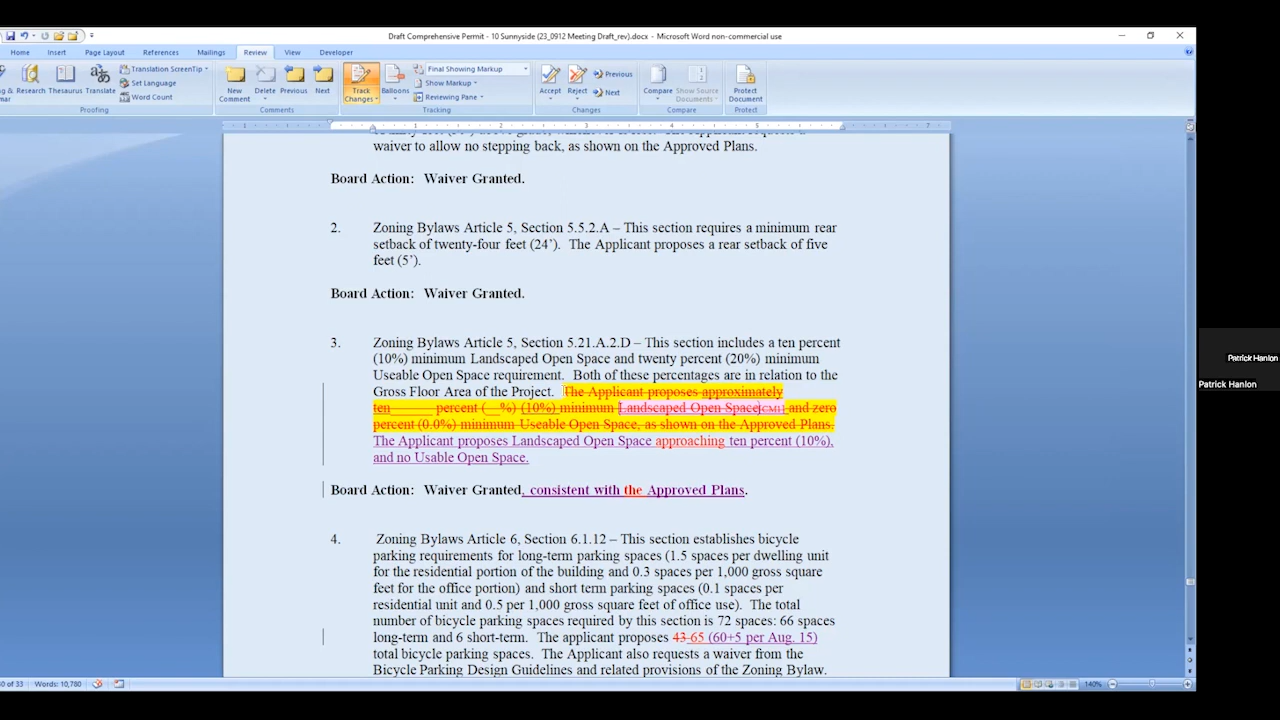 Draft Comprehensive Permit - 10 Sunnyside (23_0912 Meeting Draft_rev).docx - Microsoft Word non-commercial use
Home Insert Page Layout References Mailings Review View Developer
Research Thesaurus Translate
Translation ScreenTip
Set Language
Word Count
Proofing
New Comment
Delete
Previous
Next
Comments
Track Changes
Balloons
Final Showing Markup
Show Markup
Reviewing Pane
Tracking
Accept
Reject
Previous
Next
Changes
Compare
Show Source Documents
Compare
Protect Document
Protect
waiver to allow no stepping back, as shown on the Approved Plans.
Board Action: Waiver Granted.
2. Zoning Bylaws Article 5, Section 5.5.2.A – This section requires a minimum rear
setback of twenty-four feet (24’). The Applicant proposes a rear setback of five
feet (5’).
Board Action: Waiver Granted.
3. Zoning Bylaws Article 5, Section 5.21.A.2.D – This section includes a ten percent
(10%) minimum Landscaped Open Space and twenty percent (20%) minimum
Useable Open Space requirement. Both of these percentages are in relation to the
Gross Floor Area of the Project. The Applicant proposes approximately
ten______ percent (__%) (10%) minimum Landscaped Open Space[CM1] and zero
percent (0.0%) minimum Useable Open Space, as shown on the Approved Plans.
The Applicant proposes Landscaped Open Space approaching ten percent (10%),
and no Usable Open Space.
Board Action: Waiver Granted, consistent with the Approved Plans.
4. Zoning Bylaws Article 6, Section 6.1.12 – This section establishes bicycle
parking requirements for long-term parking spaces (1.5 spaces per dwelling unit
for the residential portion of the building and 0.3 spaces per 1,000 gross square
feet for the office portion) and short term parking spaces (0.1 spaces per
residential unit and 0.5 per 1,000 gross square feet of office use). The total
number of bicycle parking spaces required by this section is 72 spaces: 66 spaces
long-term and 6 short-term. The applicant proposes 43 65 (60+5 per Aug. 15)
total bicycle parking spaces. The Applicant also requests a waiver from the
Bicycle Parking Design Guidelines and related provisions of the Zoning Bylaw.
of 33 Words: 10,780
140%
Patrick Hanlon
Patrick Hanlon